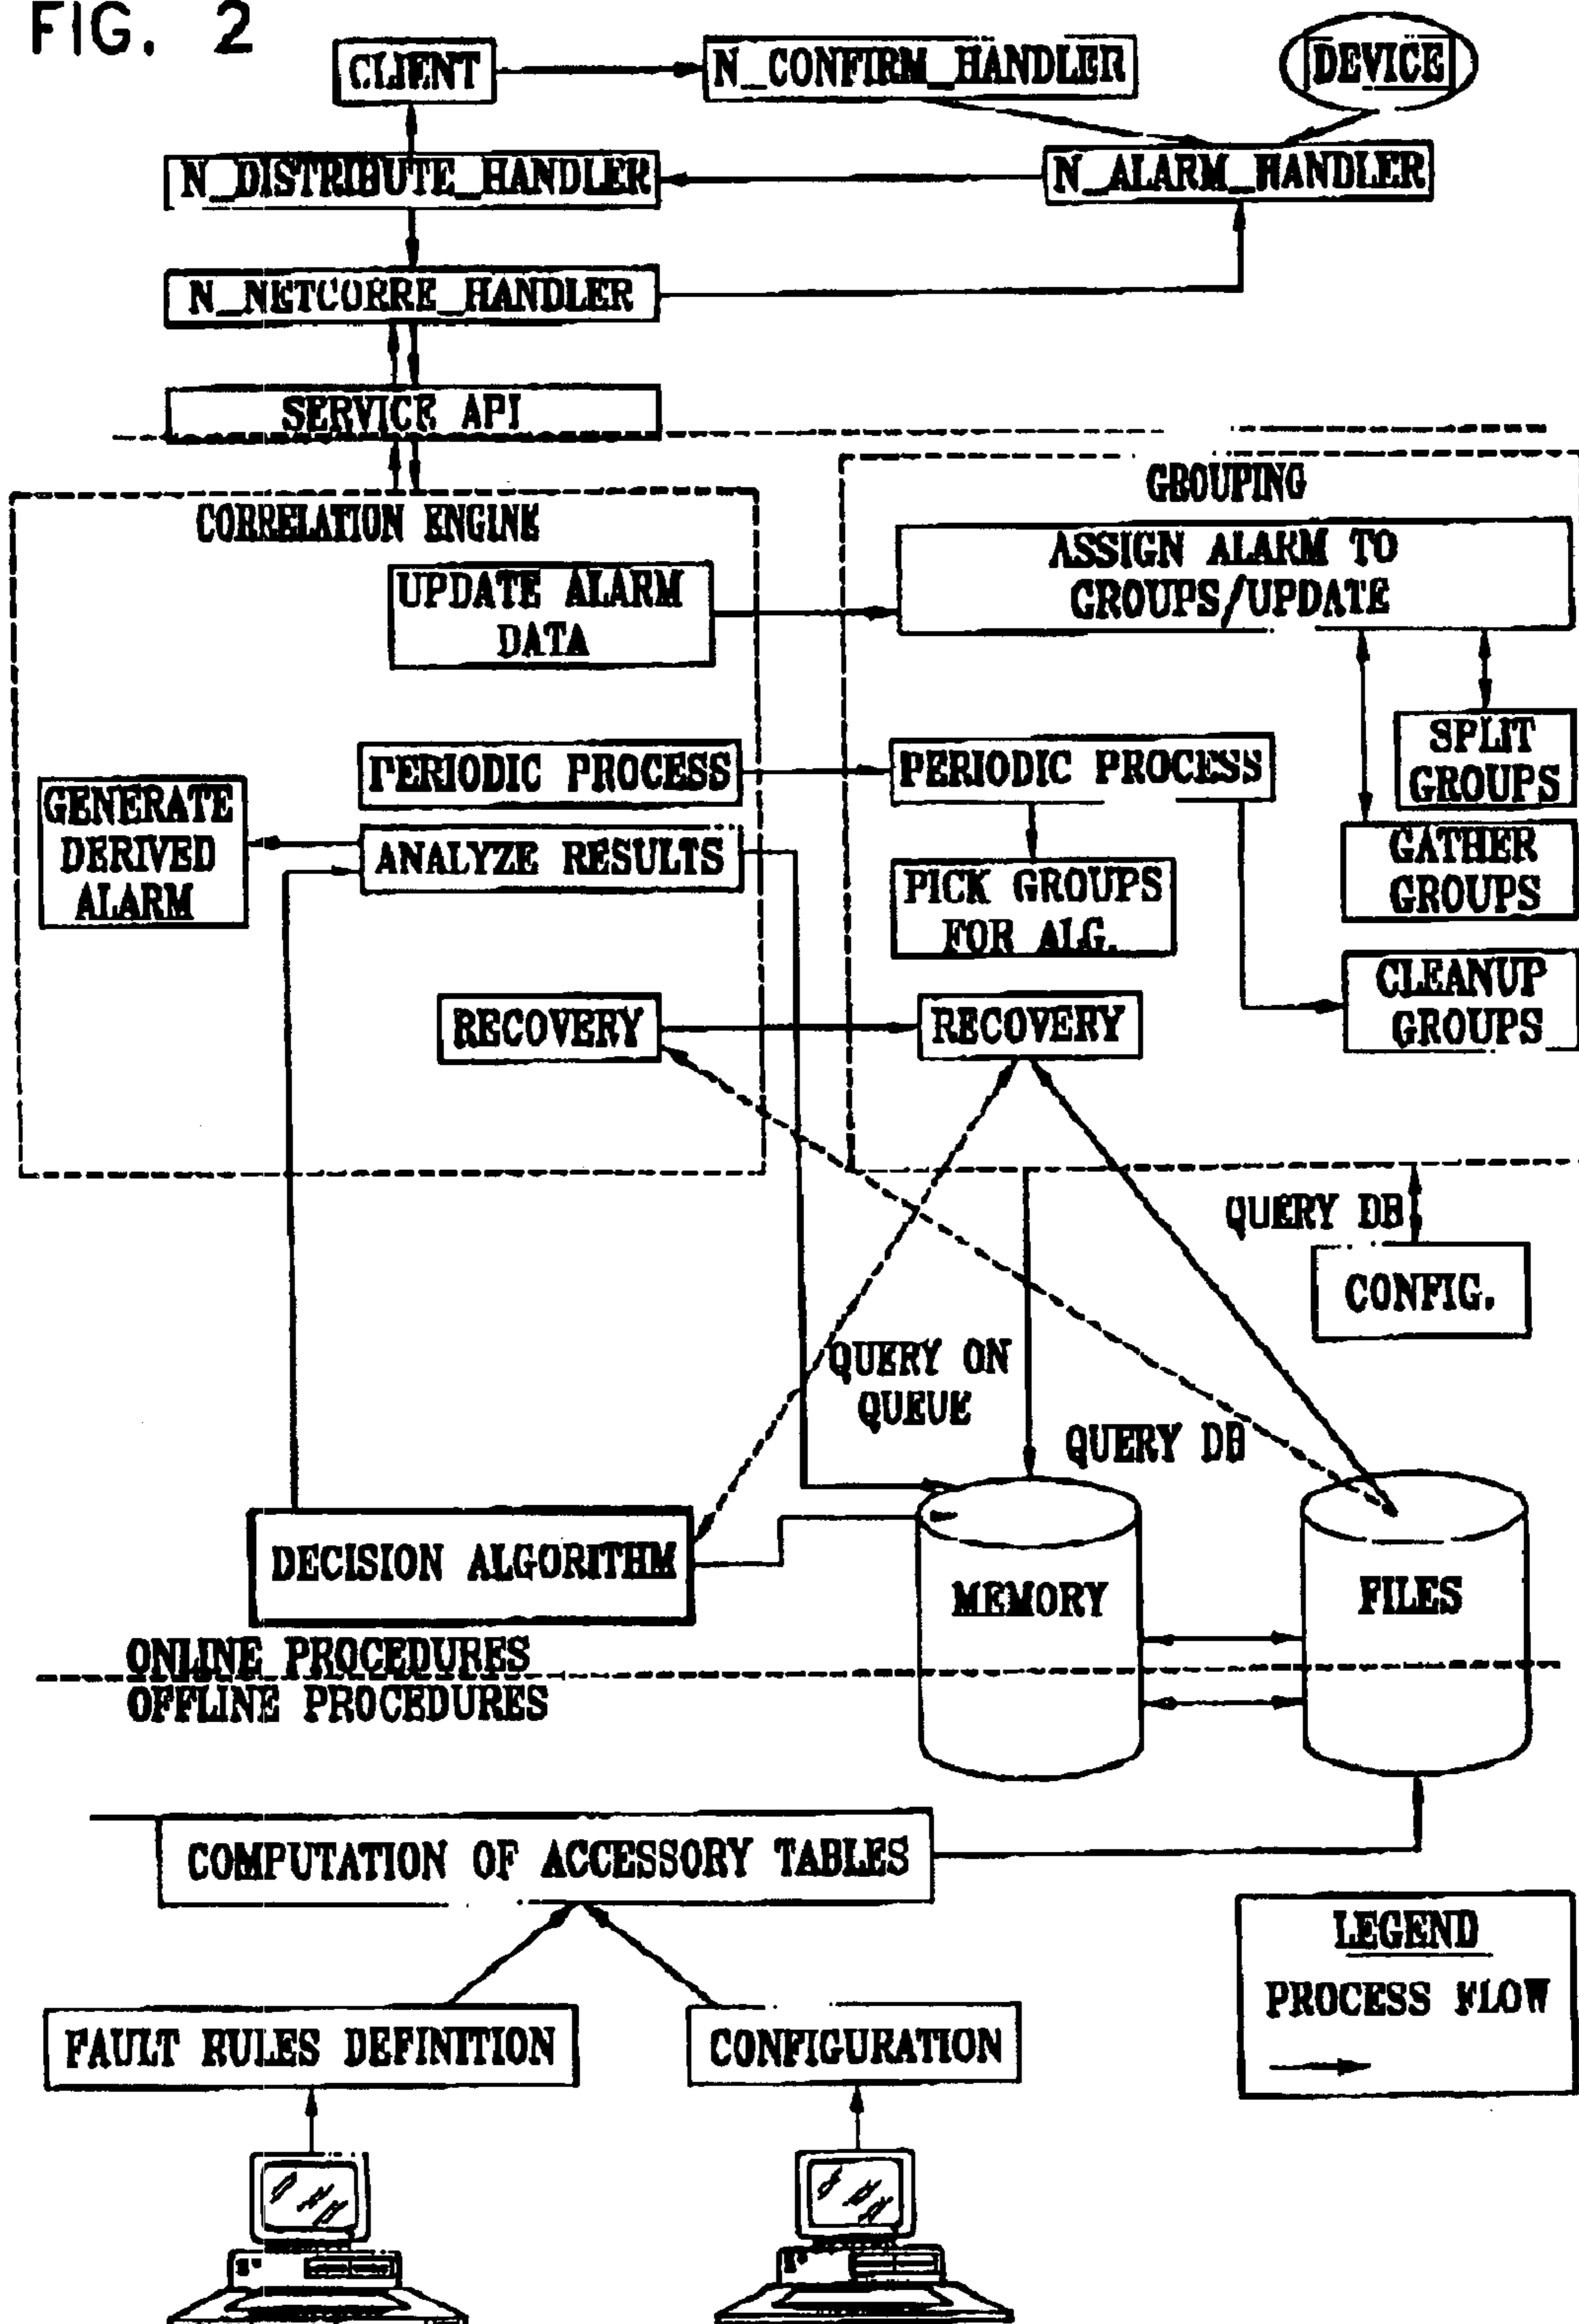 FIG. 2
CLIENT
N_CONFIRM_HANDLER
DEVICE
N_DISTRIBUTE_HANDLER
N_ALARM_HANDLER
N_NETCORRE_HANDLER
SERVICE API
CORRELATION ENGINE
GROUPING
UPDATE ALARM
DATA
ASSIGN ALARM TO
GROUPS/UPDATE
PERIODIC PROCESS
PERIODIC PROCESS
SPLIT
GROUPS
GENERATE
DERIVED
ALARM
ANALYZE RESULTS
GATHER
GROUPS
PICK GROUPS
FOR ALG.
CLEANUP
GROUPS
RECOVERY
RECOVERY
QUERY DB
CONFIG.
QUERY ON
QUEUE
QUERY DB
DECISION ALGORITHM
MEMORY
FILES
ONLINE PROCEDURES
OFFLINE PROCEDURES
COMPUTATION OF ACCESSORY TABLES
LEGEND
PROCESS FLOW
FAULT RULES DEFINITION
CONFIGURATION